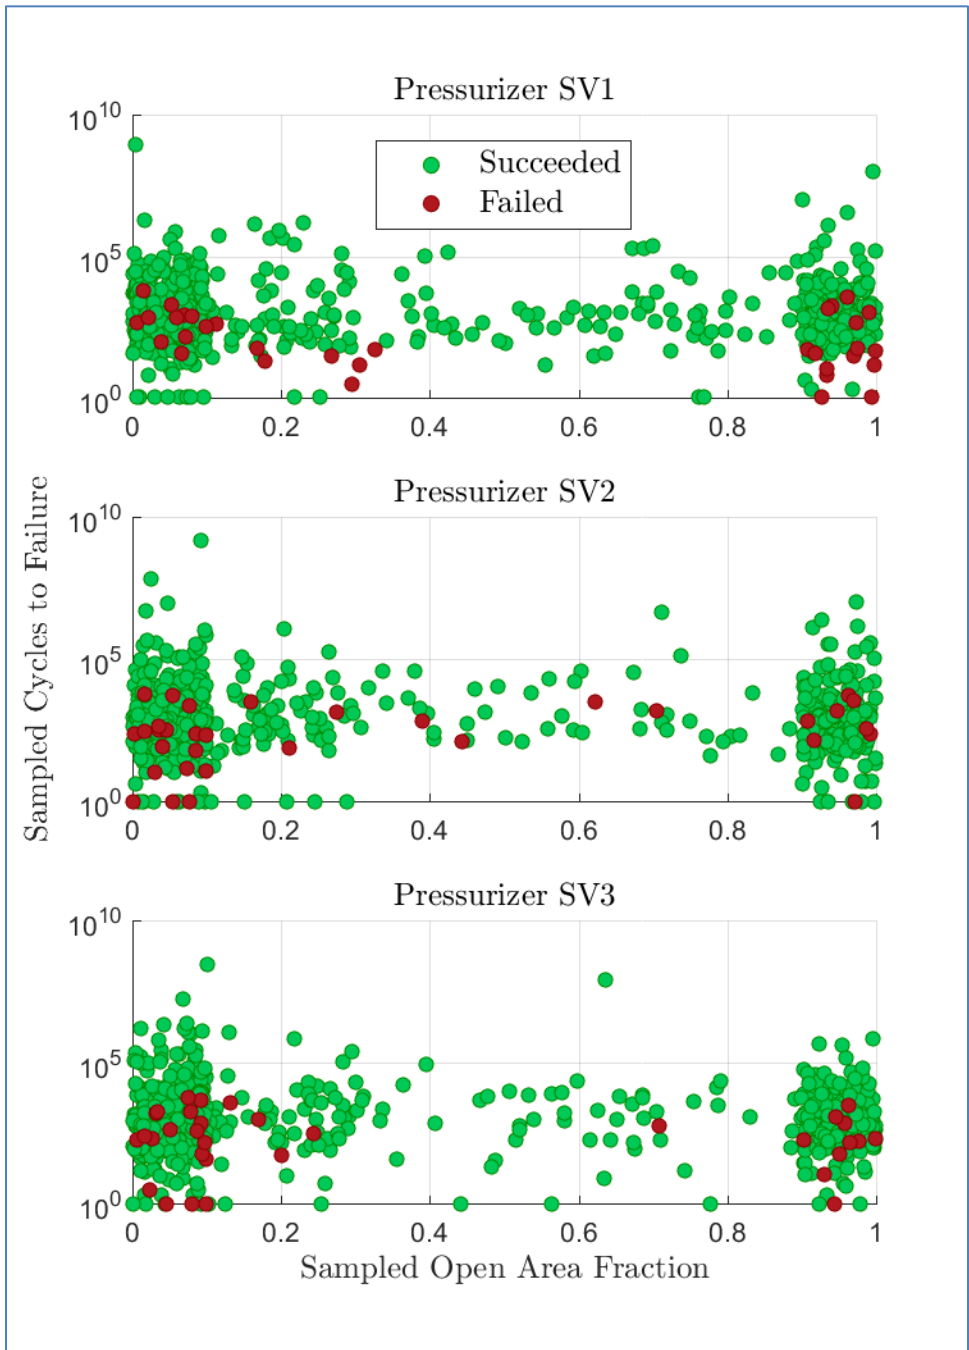 Pressurizer SV1
10^10
Succeeded
Failed
10^5
10^0
0 0.2 0.4 0.6 0.8 1
Pressurizer SV2
10^10
10^5
10^0
0 0.2 0.4 0.6 0.8 1
Sampled Cycles to Failure
Pressurizer SV3
10^10
10^5
10^0
0 0.2 0.4 0.6 0.8 1
Sampled Open Area Fraction